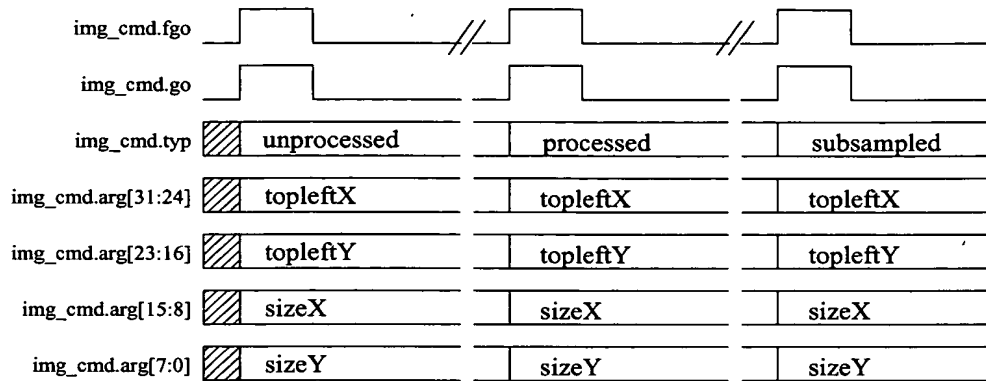 img_cmd.fgo
img_cmd.go
img_cmd.typ unprocessed processed subsampled
img_cmd.arg[31:24] topleftX topleftX topleftX
img_cmd.arg[23:16] topleftY topleftY topleftY
img_cmd.arg[15:8] sizeX sizeX sizeX
img_cmd.arg[7:0] sizeY sizeY sizeY